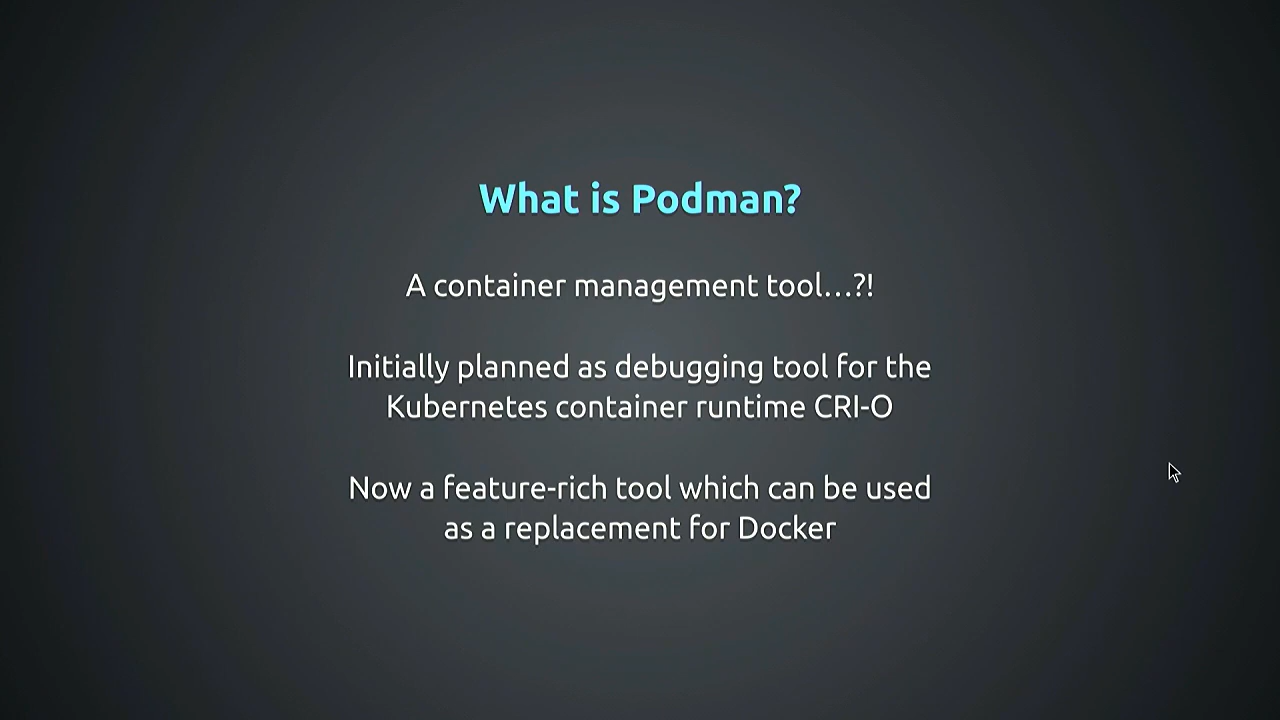 What is Podman?
A container management tool…?!
Initially planned as debugging tool for the
Kubernetes container runtime CRI-O
Now a feature-rich tool which can be used
as a replacement for Docker